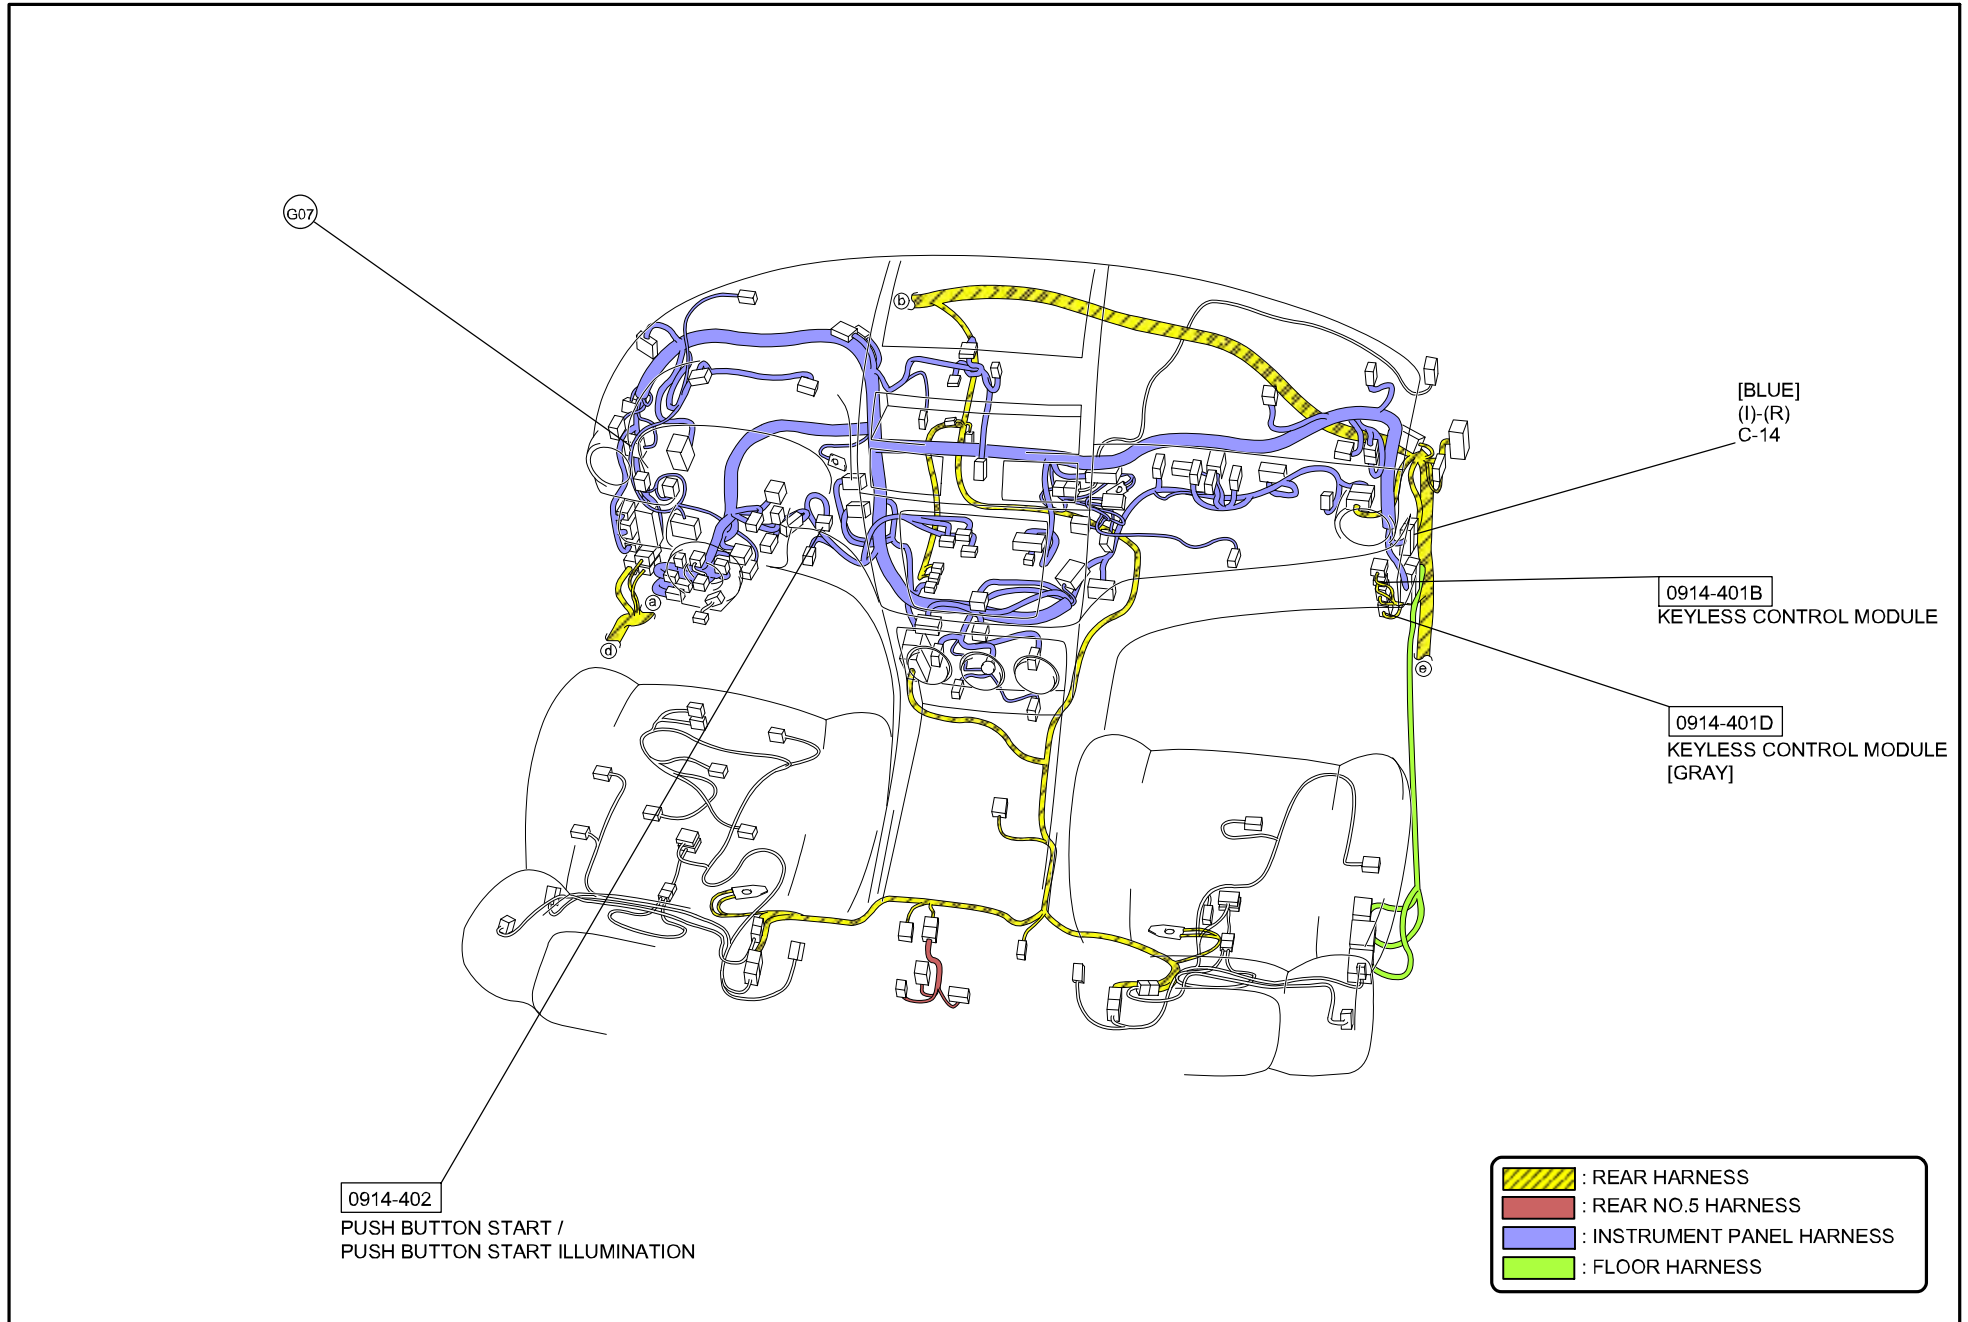 G07
b
[BLUE]
(I)-(R)
C-14
0914-401B
KEYLESS CONTROL MODULE
a
d
e
0914-401D
KEYLESS CONTROL MODULE
[GRAY]
0914-402
PUSH BUTTON START /
PUSH BUTTON START ILLUMINATION
: REAR HARNESS
: REAR NO.5 HARNESS
: INSTRUMENT PANEL HARNESS
: FLOOR HARNESS